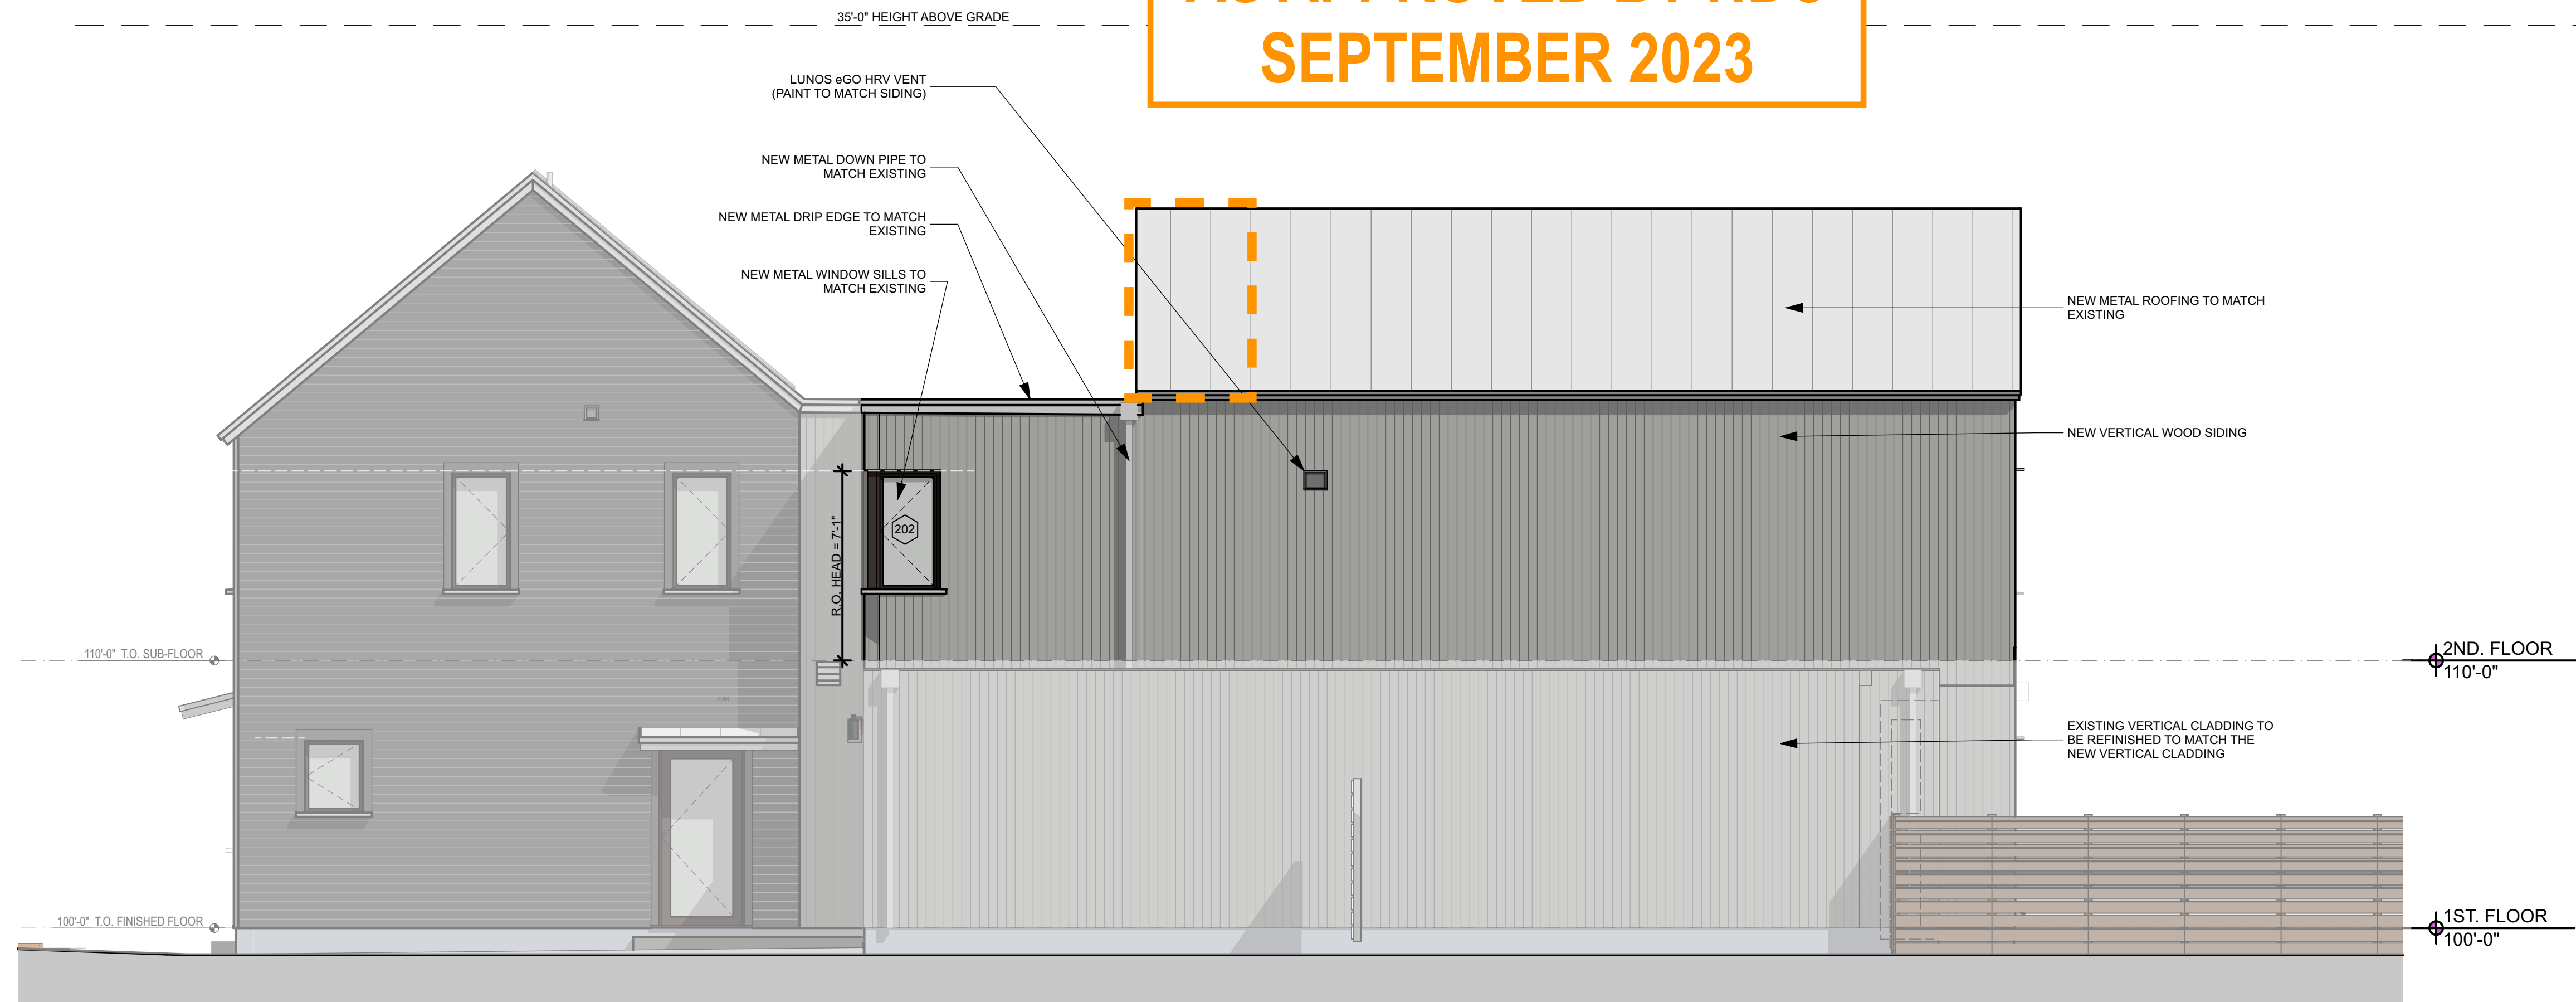 35'-0" HEIGHT ABOVE GRADE
SEPTEMBER 2023
LUNOS eGO HRV VENT
(PAINT TO MATCH SIDING)
NEW METAL DOWN PIPE TO
MATCH EXISTING
NEW METAL DRIP EDGE TO MATCH
EXISTING
NEW METAL WINDOW SILLS TO
MATCH EXISTING
NEW METAL ROOFING TO MATCH
EXISTING
NEW VERTICAL WOOD SIDING
R.O. HEAD = 7'-1"
202
110'-0" T.O. SUB-FLOOR
2ND. FLOOR
110'-0"
EXISTING VERTICAL CLADDING TO
BE REFINISHED TO MATCH THE
NEW VERTICAL CLADDING
100'-0" T.O. FINISHED FLOOR
1ST. FLOOR
100'-0"